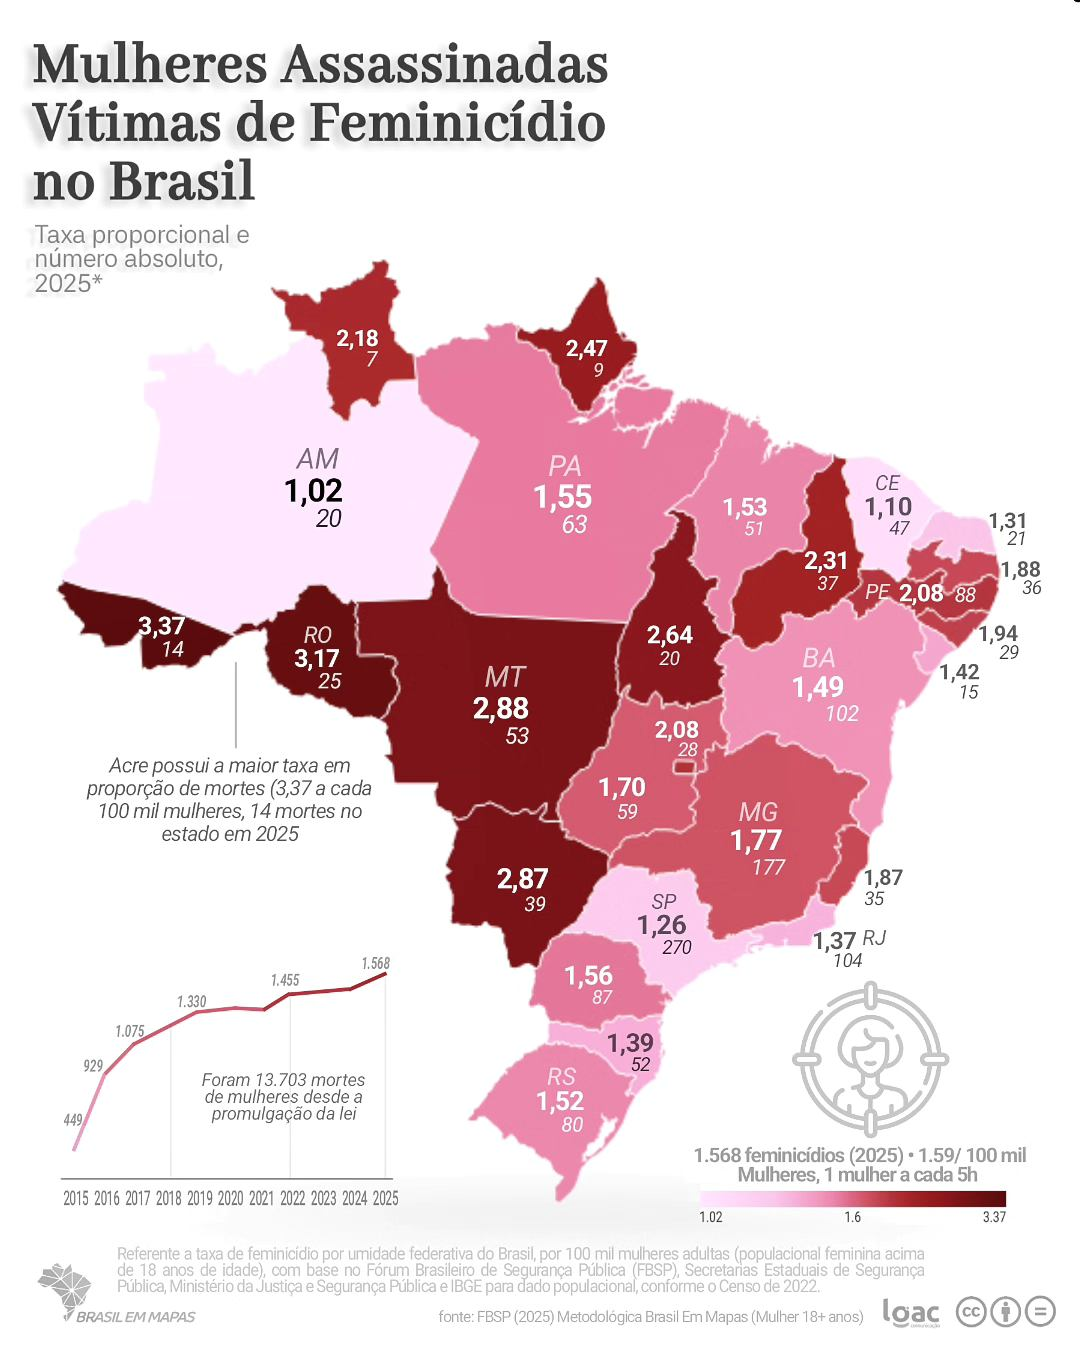 Mulheres Assassinadas
Vítimas de Feminicídio
no Brasil
Taxa proporcional e
número absoluto,
2025*
2,18
7
2,47
9
AM
1,02
20
PA
1,55
63
1,53
51
CE
1,10
47
1,31
21
2,31
37
1,88
36
PE 2,08 88
1,94
29
1,42
15
3,37
14
RO
3,17
25
MT
2,88
53
2,64
20
BA
1,49
102
2,08
28
1,70
59
MG
1,77
177
Acre possui a maior taxa em
proporção de mortes (3,37 a cada
100 mil mulheres, 14 mortes no
estado em 2025
2,87
39
1,87
35
SP
1,26
270
1,37 RJ
104
1,56
87
1,39
52
RS
1,52
80
449
929
1.075
1.330
1.455
1.568
Foram 13.703 mortes
de mulheres desde a
promulgação da lei
2015 2016 2017 2018 2019 2020 2021 2022 2023 2024 2025
1.568 feminicídios (2025) • 1.59/ 100 mil
Mulheres, 1 mulher a cada 5h
1.02 1.6 3.37
Referente a taxa de feminicídio por umidade federativa do Brasil, por 100 mil mulheres adultas (populacional feminina acima
de 18 anos de idade), com base no Fórum Brasileiro de Segurança Pública (FBSP), Secretarias Estaduais de Segurança
Pública, Ministério da Justiça e Segurança Pública e IBGE para dado populacional, conforme o Censo de 2022.
BRASIL EM MAPAS
fonte: FBSP (2025) Metodológica Brasil Em Mapas (Mulher 18+ anos)
lgac
comunicação
cc